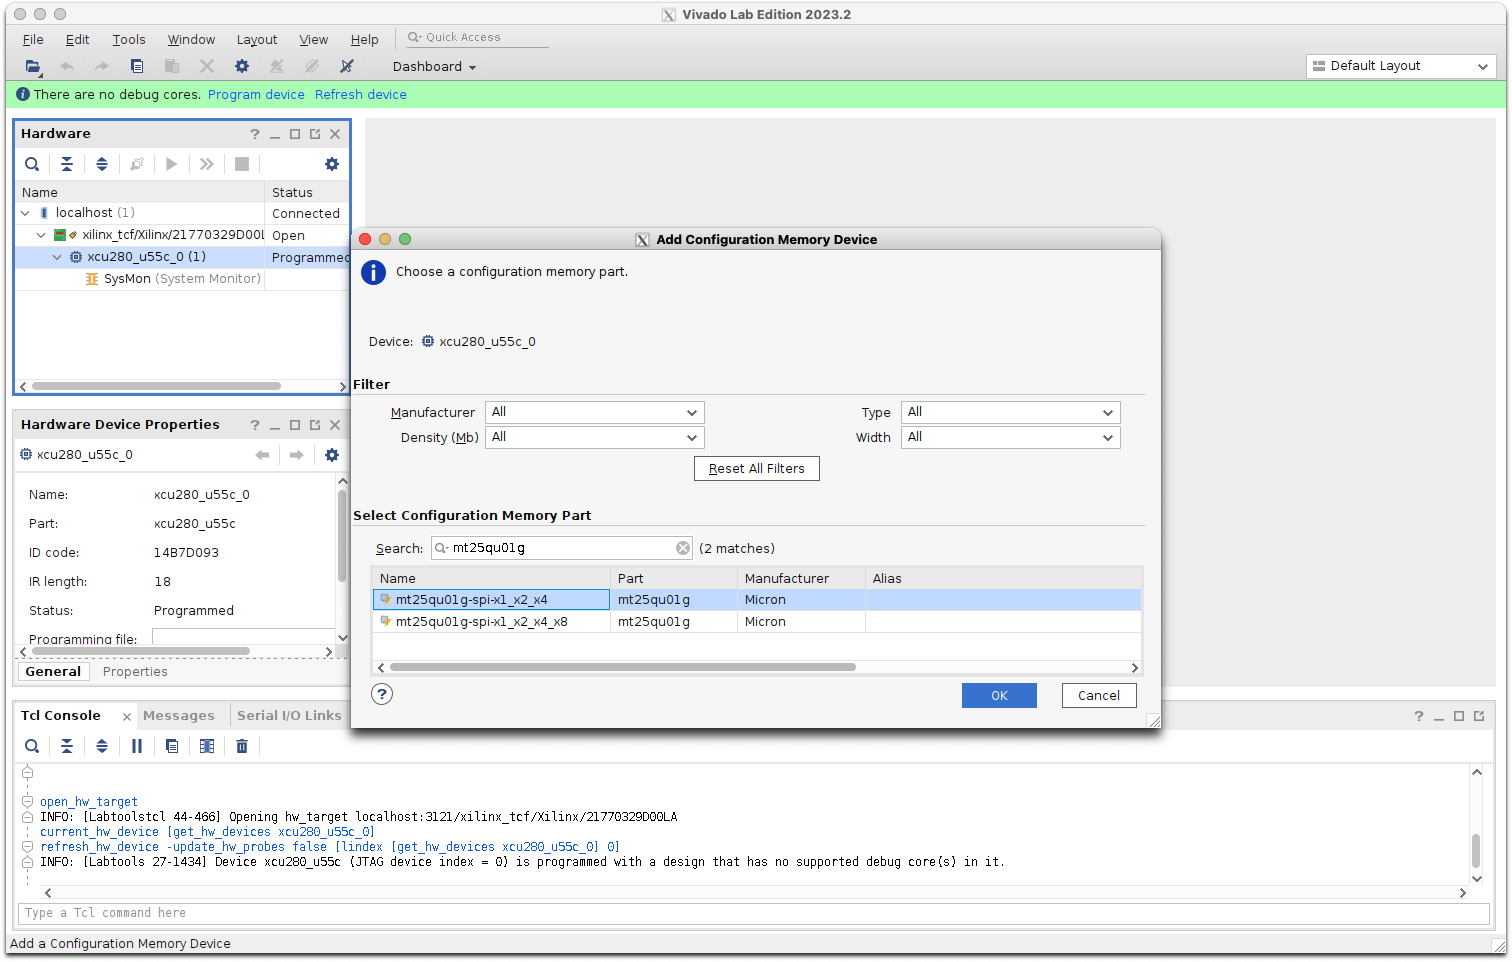 Vivado Lab Edition 2023.2
File Edit Tools Window Layout View Help Quick Access
Dashboard Default Layout
There are no debug cores. Program device Refresh device
Hardware
Name Status
localhost (1) Connected
xilinx_tcf/Xilinx/21770329D00L Open
xcu280_u55c_0 (1) Programmed
SysMon (System Monitor)
Hardware Device Properties
xcu280_u55c_0
Name: xcu280_u55c_0
Part: xcu280_u55c
ID code: 14B7D093
IR length: 18
Status: Programmed
Programming file:
General Properties
Add Configuration Memory Device
Choose a configuration memory part.
Device: xcu280_u55c_0
Filter
Manufacturer All Type All
Density (Mb) All Width All
Reset All Filters
Select Configuration Memory Part
Search: mt25qu01g (2 matches)
Name Part Manufacturer Alias
mt25qu01g-spi-x1_x2_x4 mt25qu01g Micron
mt25qu01g-spi-x1_x2_x4_x8 mt25qu01g Micron
? OK Cancel
Tcl Console Messages Serial I/O Links
open_hw_target
INFO: [Labtoolstcl 44-466] Opening hw_target localhost:3121/xilinx_tcf/Xilinx/21770329D00LA
current_hw_device [get_hw_devices xcu280_u55c_0]
refresh_hw_device -update_hw_probes false [lindex [get_hw_devices xcu280_u55c_0] 0]
INFO: [Labtools 27-1434] Device xcu280_u55c (JTAG device index = 0) is programmed with a design that has no supported debug core(s) in it.
Type a Tcl command here
Add a Configuration Memory Device